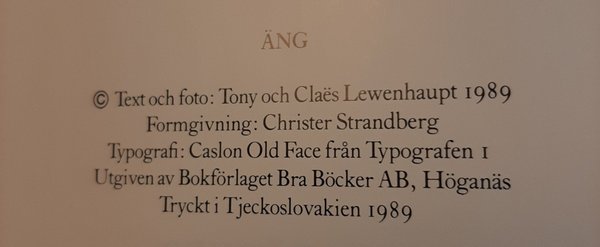 ÄNG
© Text och foto: Tony och Claës Lewenhaupt 1989
Formgivning: Christer Strandberg
Typografi: Caslon Old Face från Typografen 1
Utgiven av Bokförlaget Bra Böcker AB, Höganäs
Tryckt i Tjeckoslovakien 1989